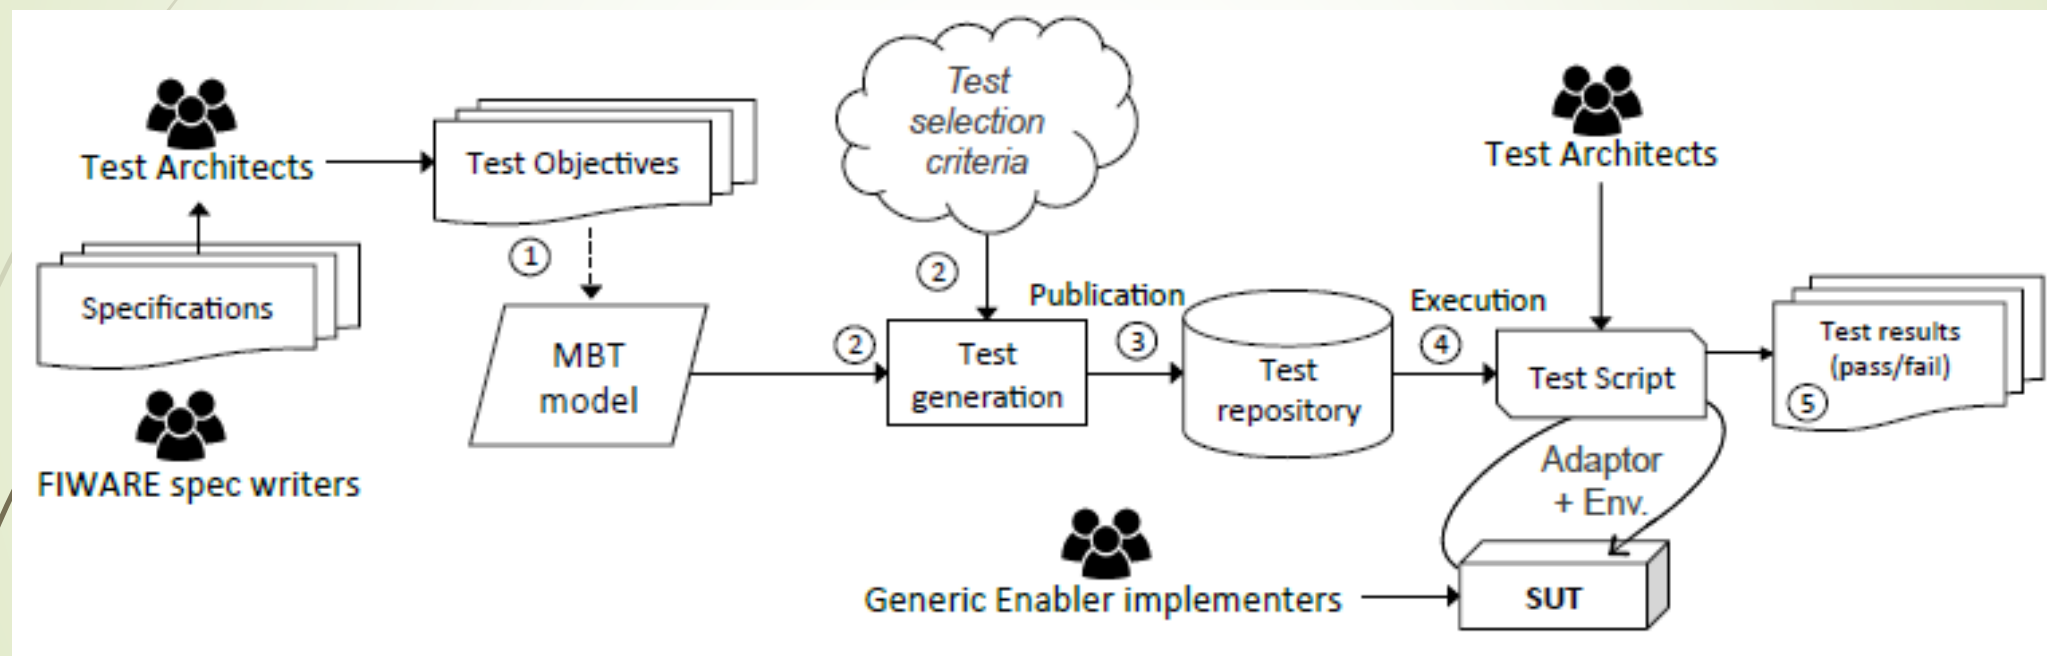 Test Architects
Test Objectives
Specifications
FIWARE spec writers
1
MBT
model
Test
selection
criteria
2
2
Test
generation
Publication
3
Test
repository
Execution
4
Test Architects
Test Script
Test results
(pass/fail)
5
Adaptor
+ Env.
Generic Enabler implementers
SUT